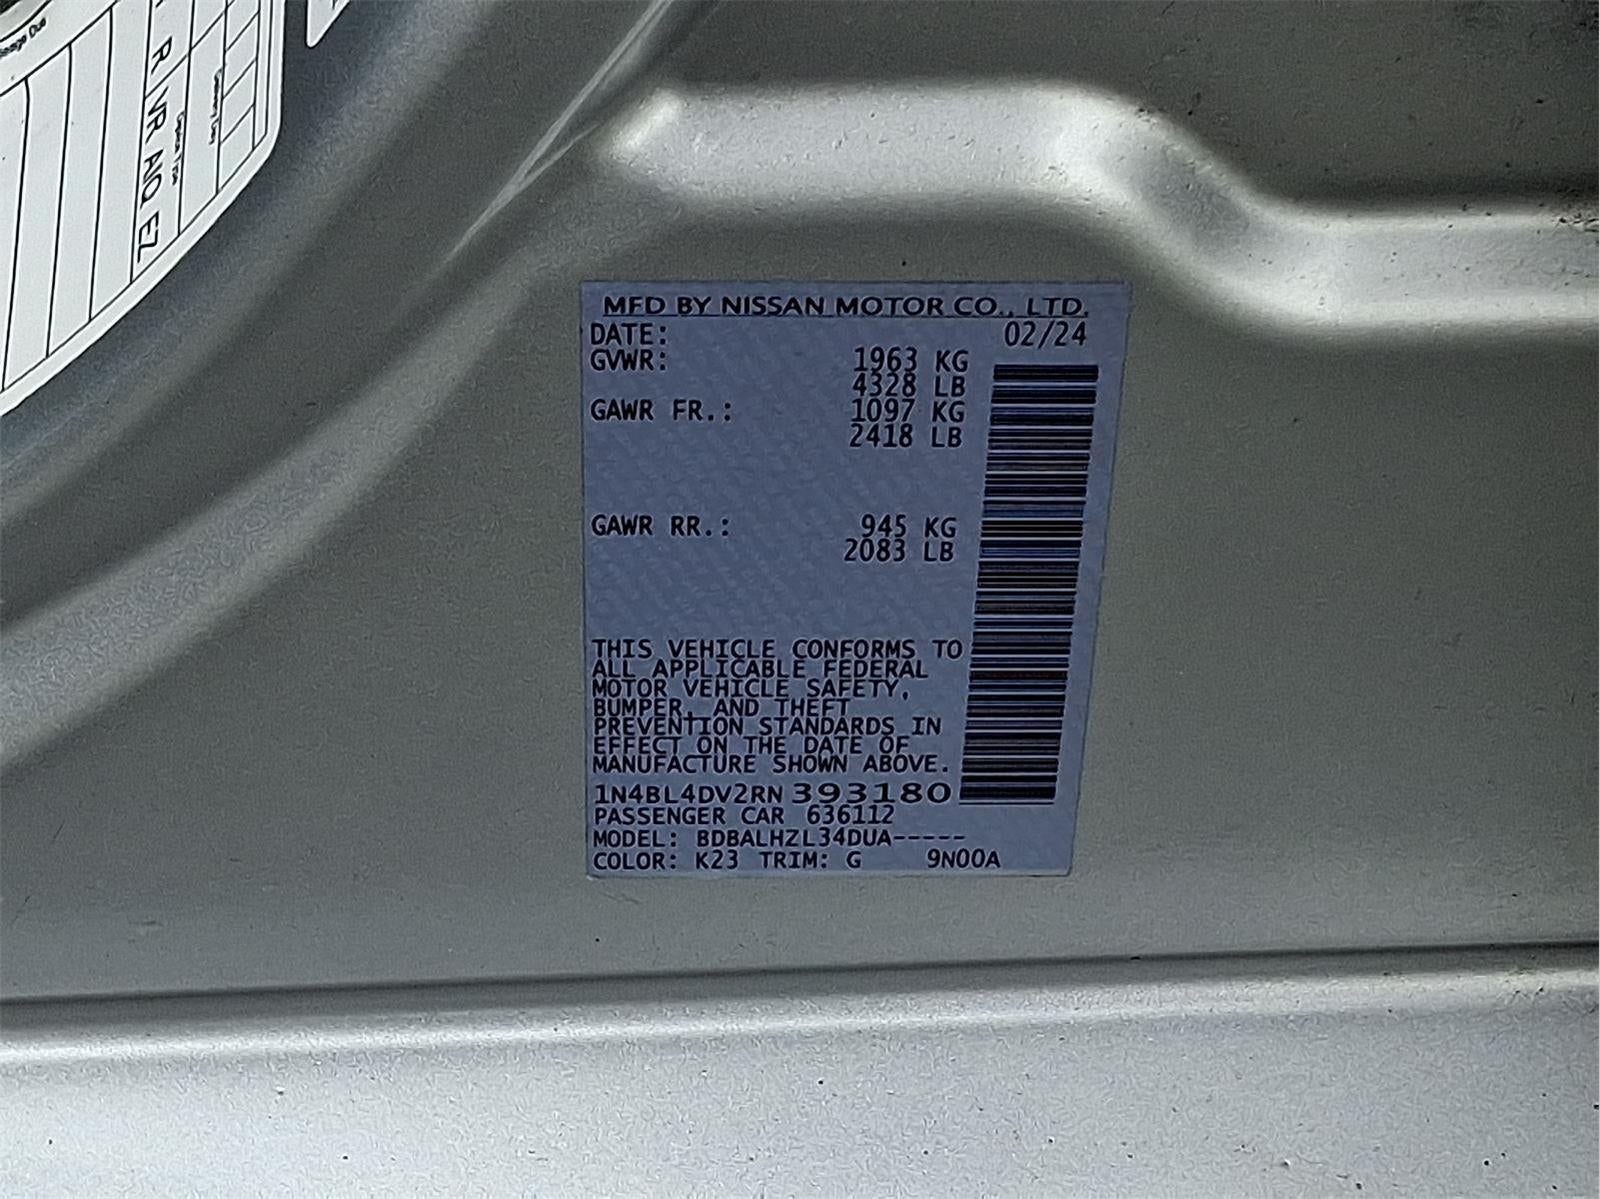 MFD BY NISSAN MOTOR CO., LTD.
DATE: 02/24
GVWR: 1963 KG
4328 LB
GAWR FR.: 1097 KG
2418 LB
GAWR RR.: 945 KG
2083 LB
THIS VEHICLE CONFORMS TO
ALL APPLICABLE FEDERAL
MOTOR VEHICLE SAFETY,
BUMPER, AND THEFT
PREVENTION STANDARDS IN
EFFECT ON THE DATE OF
MANUFACTURE SHOWN ABOVE.
1N4BL4DV2RN393180
PASSENGER CAR 636112
MODEL: BDBALHZL34DUA-----
COLOR: K23 TRIM: G 9N00A
R VR AIO EZ